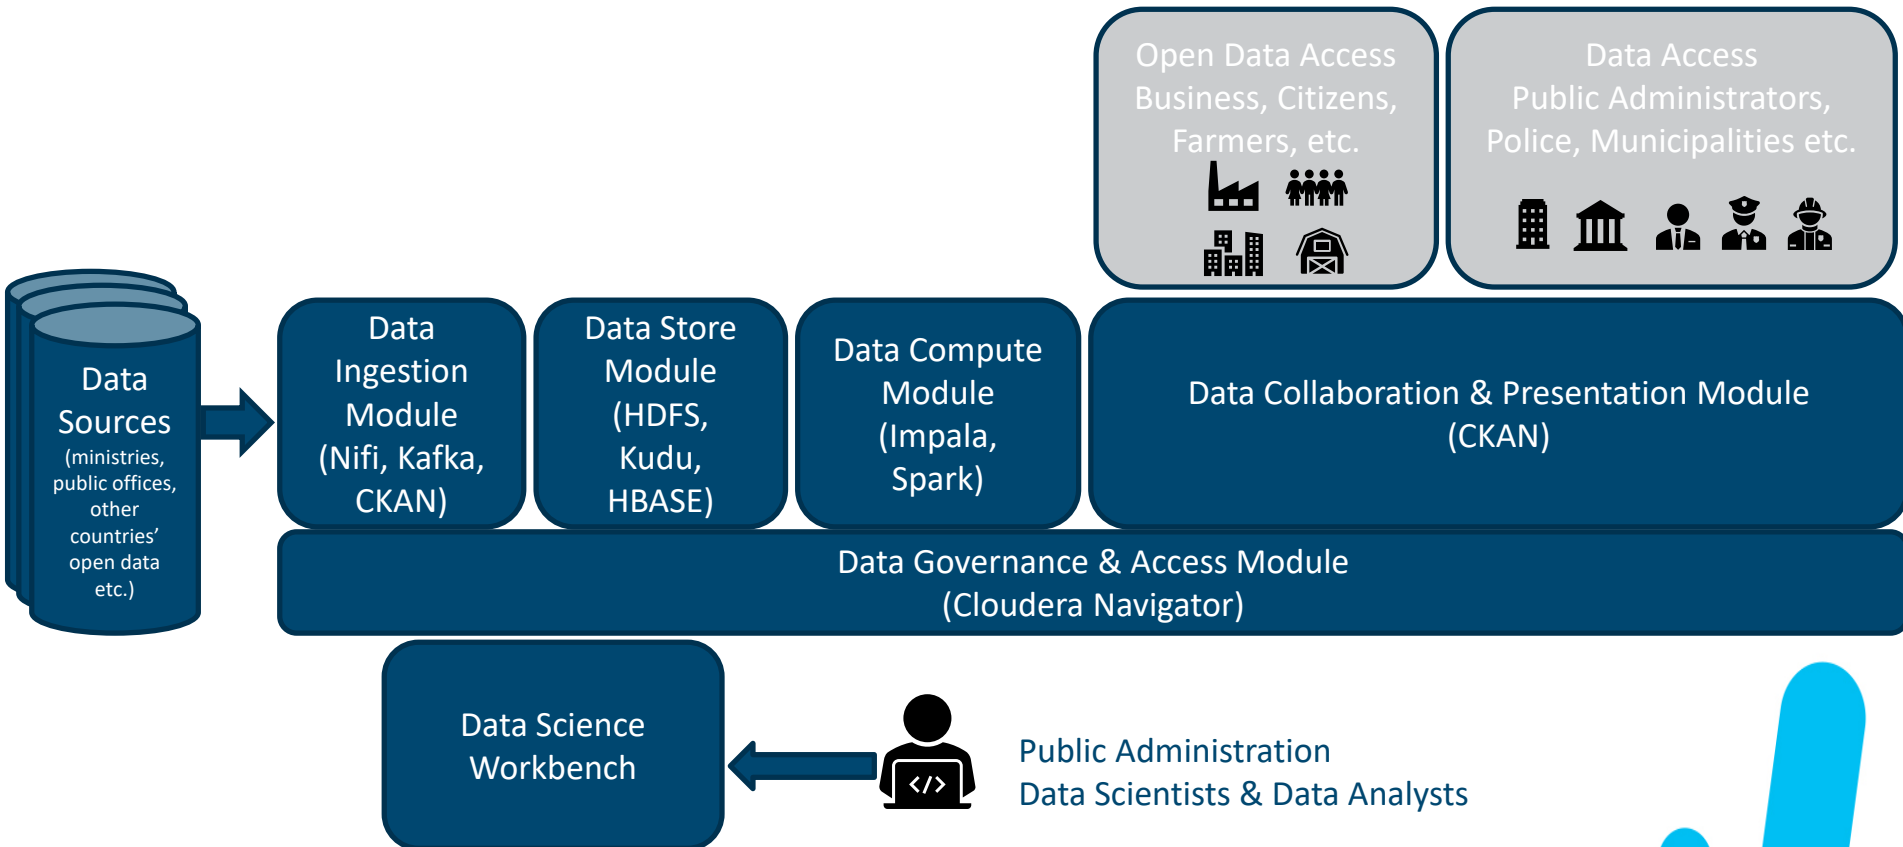 Open Data Access
Business, Citizens,
Farmers, etc.
Data Access
Public Administrators,
Police, Municipalities etc.
Data
Sources
(ministries,
public offices,
other
countries’
open data
etc.)
Data
Ingestion
Module
(Nifi, Kafka,
CKAN)
Data Store
Module
(HDFS,
Kudu,
HBASE)
Data Compute
Module
(Impala,
Spark)
Data Collaboration & Presentation Module
(CKAN)
Data Governance & Access Module
(Cloudera Navigator)
Data Science
Workbench
</>
Public Administration
Data Scientists & Data Analysts